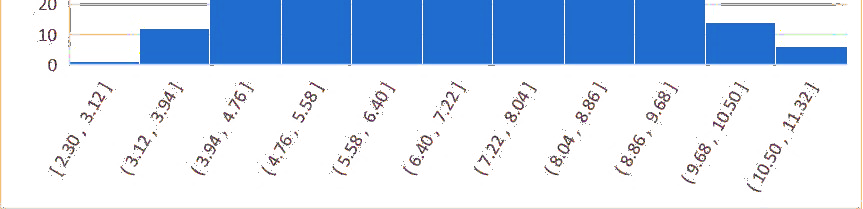 20
10
0
[ 2.30 , 3.12 ]
( 3.12 , 3.94 ]
( 3.94 , 4.76 ]
( 4.76 , 5.58 ]
( 5.58 , 6.40 ]
( 6.40 , 7.22 ]
( 7.22 , 8.04 ]
( 8.04 , 8.86 ]
( 8.86 , 9.68 ]
( 9.68 , 10.50 ]
( 10.50 , 11.32 ]